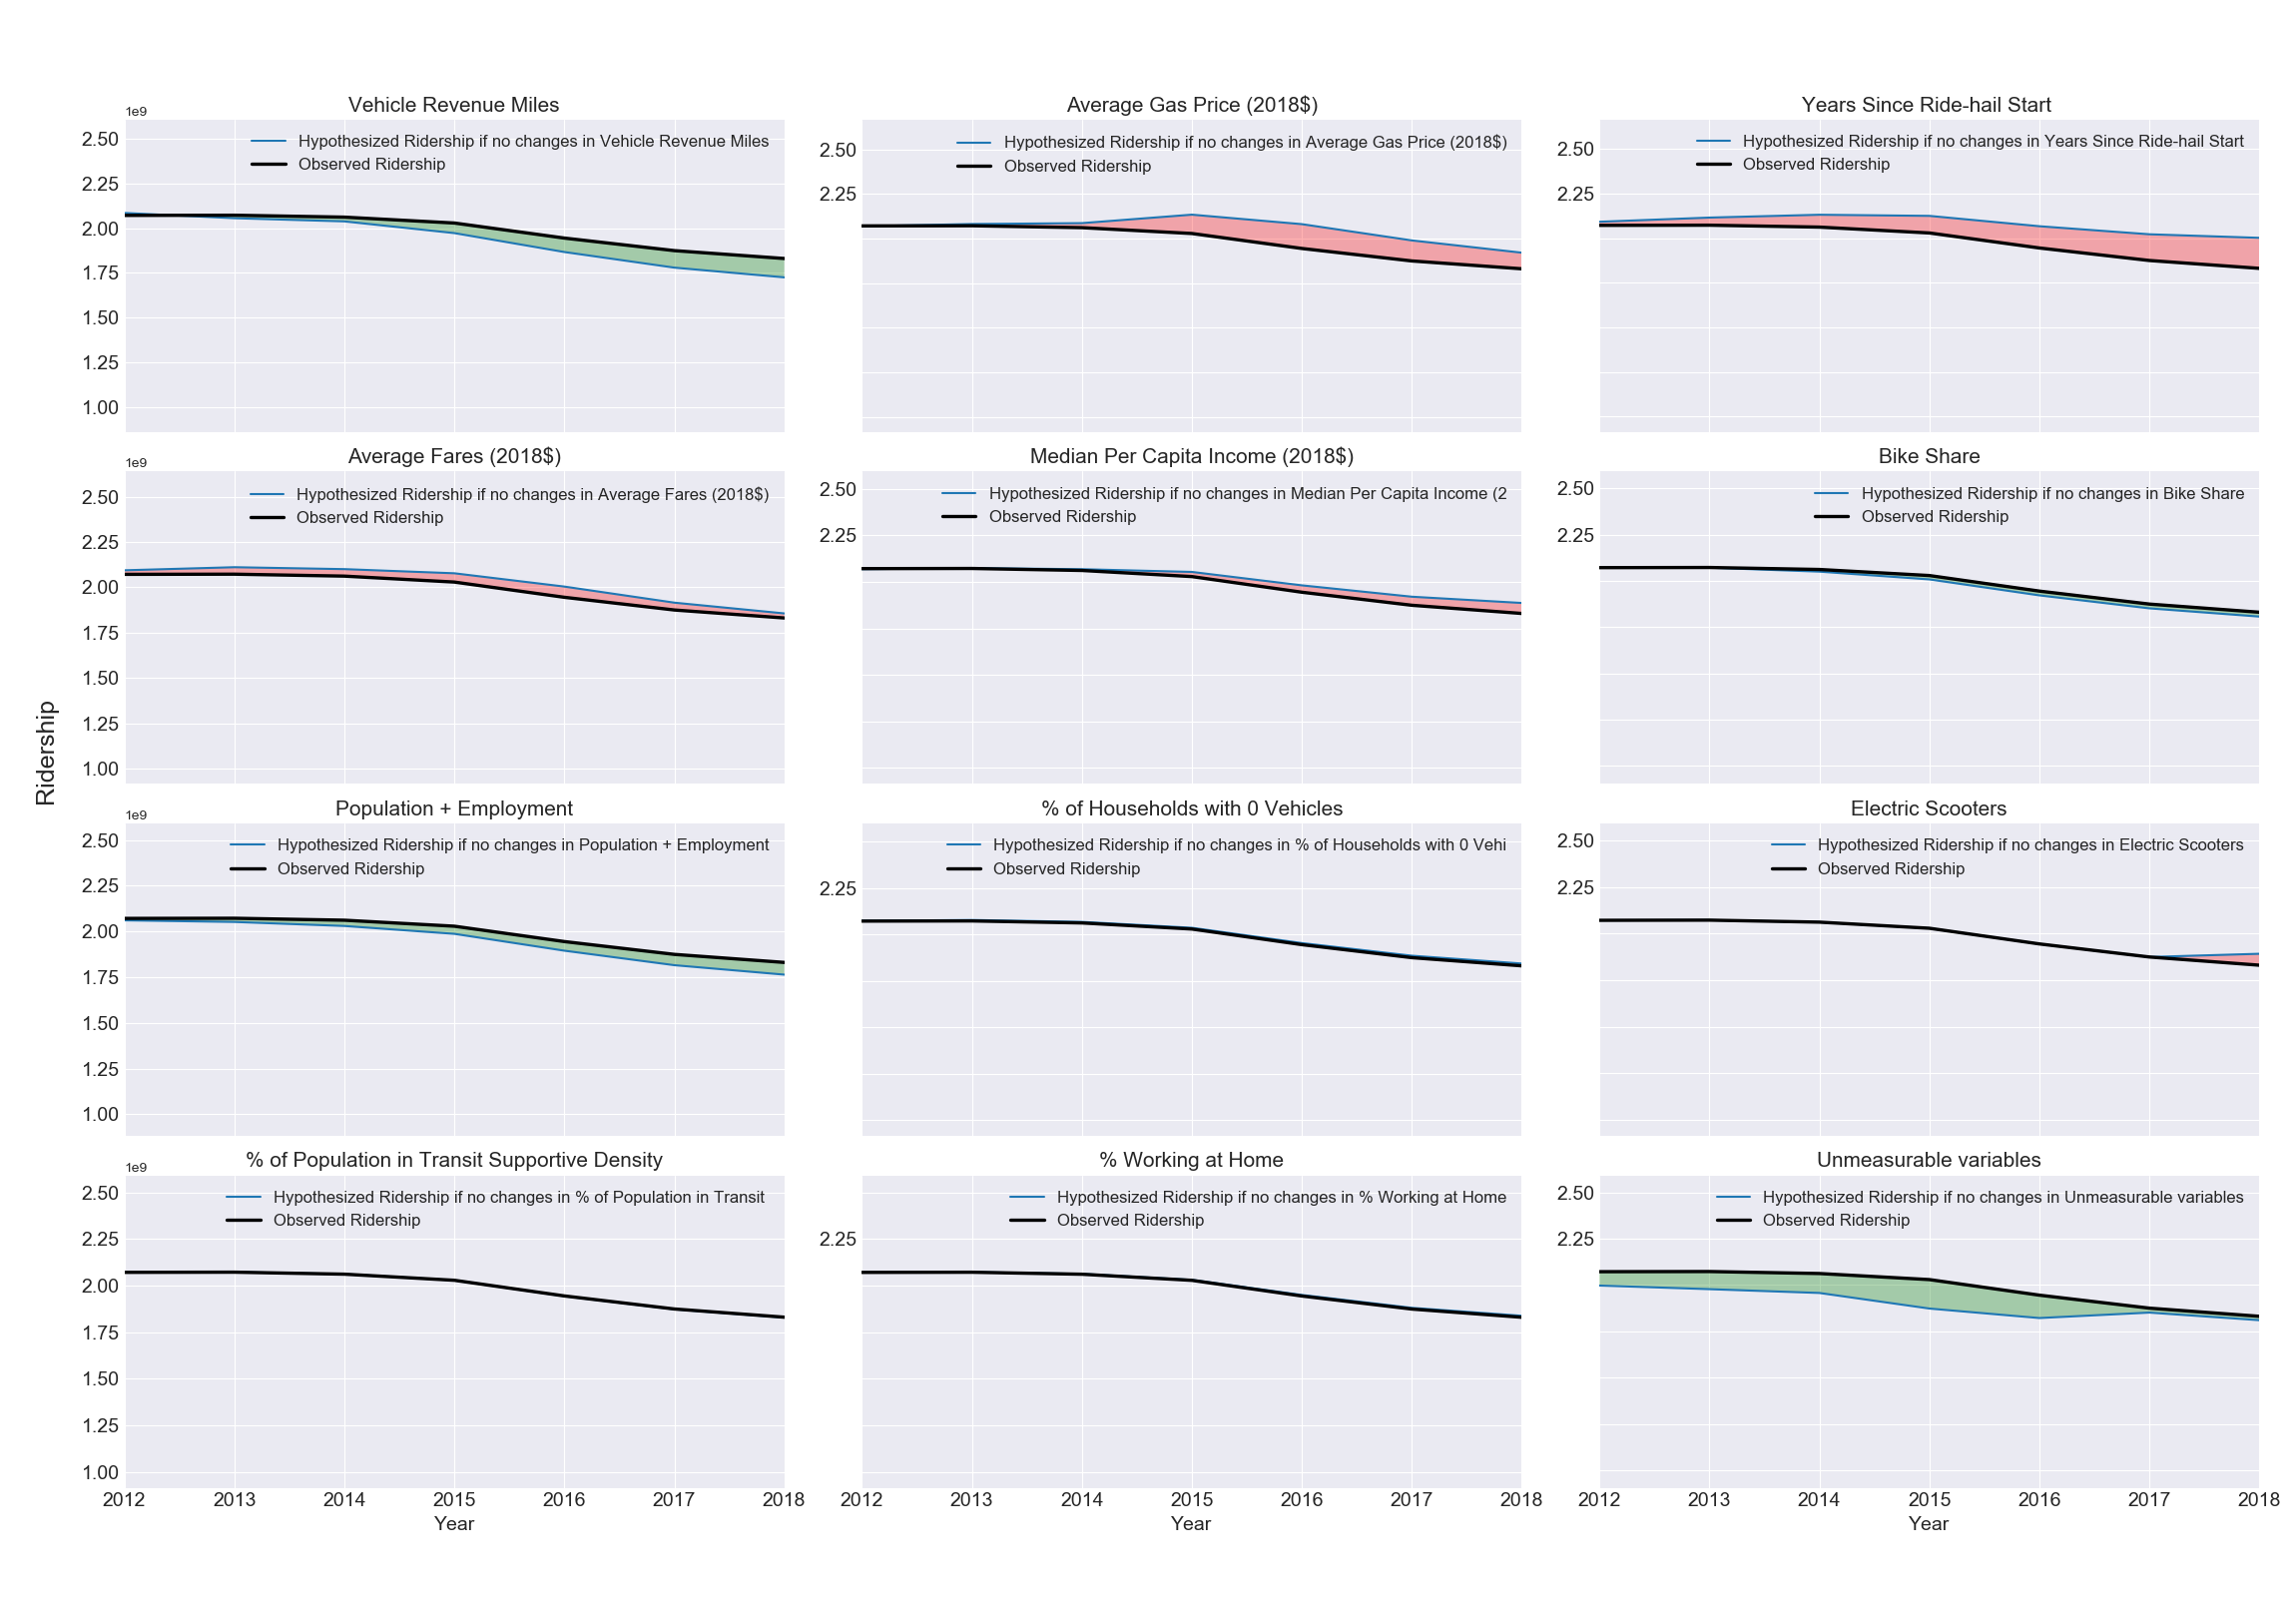 Vehicle Revenue Miles
1e9
Hypothesized Ridership if no changes in Vehicle Revenue Miles
Observed Ridership
2.50
2.25
2.00
1.75
1.50
1.25
1.00
Average Gas Price (2018$)
Hypothesized Ridership if no changes in Average Gas Price (2018$)
Observed Ridership
2.50
2.25
Years Since Ride-hail Start
Hypothesized Ridership if no changes in Years Since Ride-hail Start
Observed Ridership
2.50
2.25
Ridership
Average Fares (2018$)
1e9
Hypothesized Ridership if no changes in Average Fares (2018$)
Observed Ridership
2.50
2.25
2.00
1.75
1.50
1.25
1.00
Median Per Capita Income (2018$)
Hypothesized Ridership if no changes in Median Per Capita Income (2
Observed Ridership
2.50
2.25
Bike Share
Hypothesized Ridership if no changes in Bike Share
Observed Ridership
2.50
2.25
Population + Employment
1e9
Hypothesized Ridership if no changes in Population + Employment
Observed Ridership
2.50
2.25
2.00
1.75
1.50
1.25
1.00
% of Households with 0 Vehicles
Hypothesized Ridership if no changes in % of Households with 0 Vehi
Observed Ridership
2.25
Electric Scooters
Hypothesized Ridership if no changes in Electric Scooters
Observed Ridership
2.50
2.25
% of Population in Transit Supportive Density
1e9
Hypothesized Ridership if no changes in % of Population in Transit
Observed Ridership
2.50
2.25
2.00
1.75
1.50
1.25
1.00
2012 2013 2014 2015 2016 2017 2018
Year
% Working at Home
Hypothesized Ridership if no changes in % Working at Home
Observed Ridership
2.25
2012 2013 2014 2015 2016 2017 2018
Year
Unmeasurable variables
Hypothesized Ridership if no changes in Unmeasurable variables
Observed Ridership
2.50
2.25
2012 2013 2014 2015 2016 2017 2018
Year